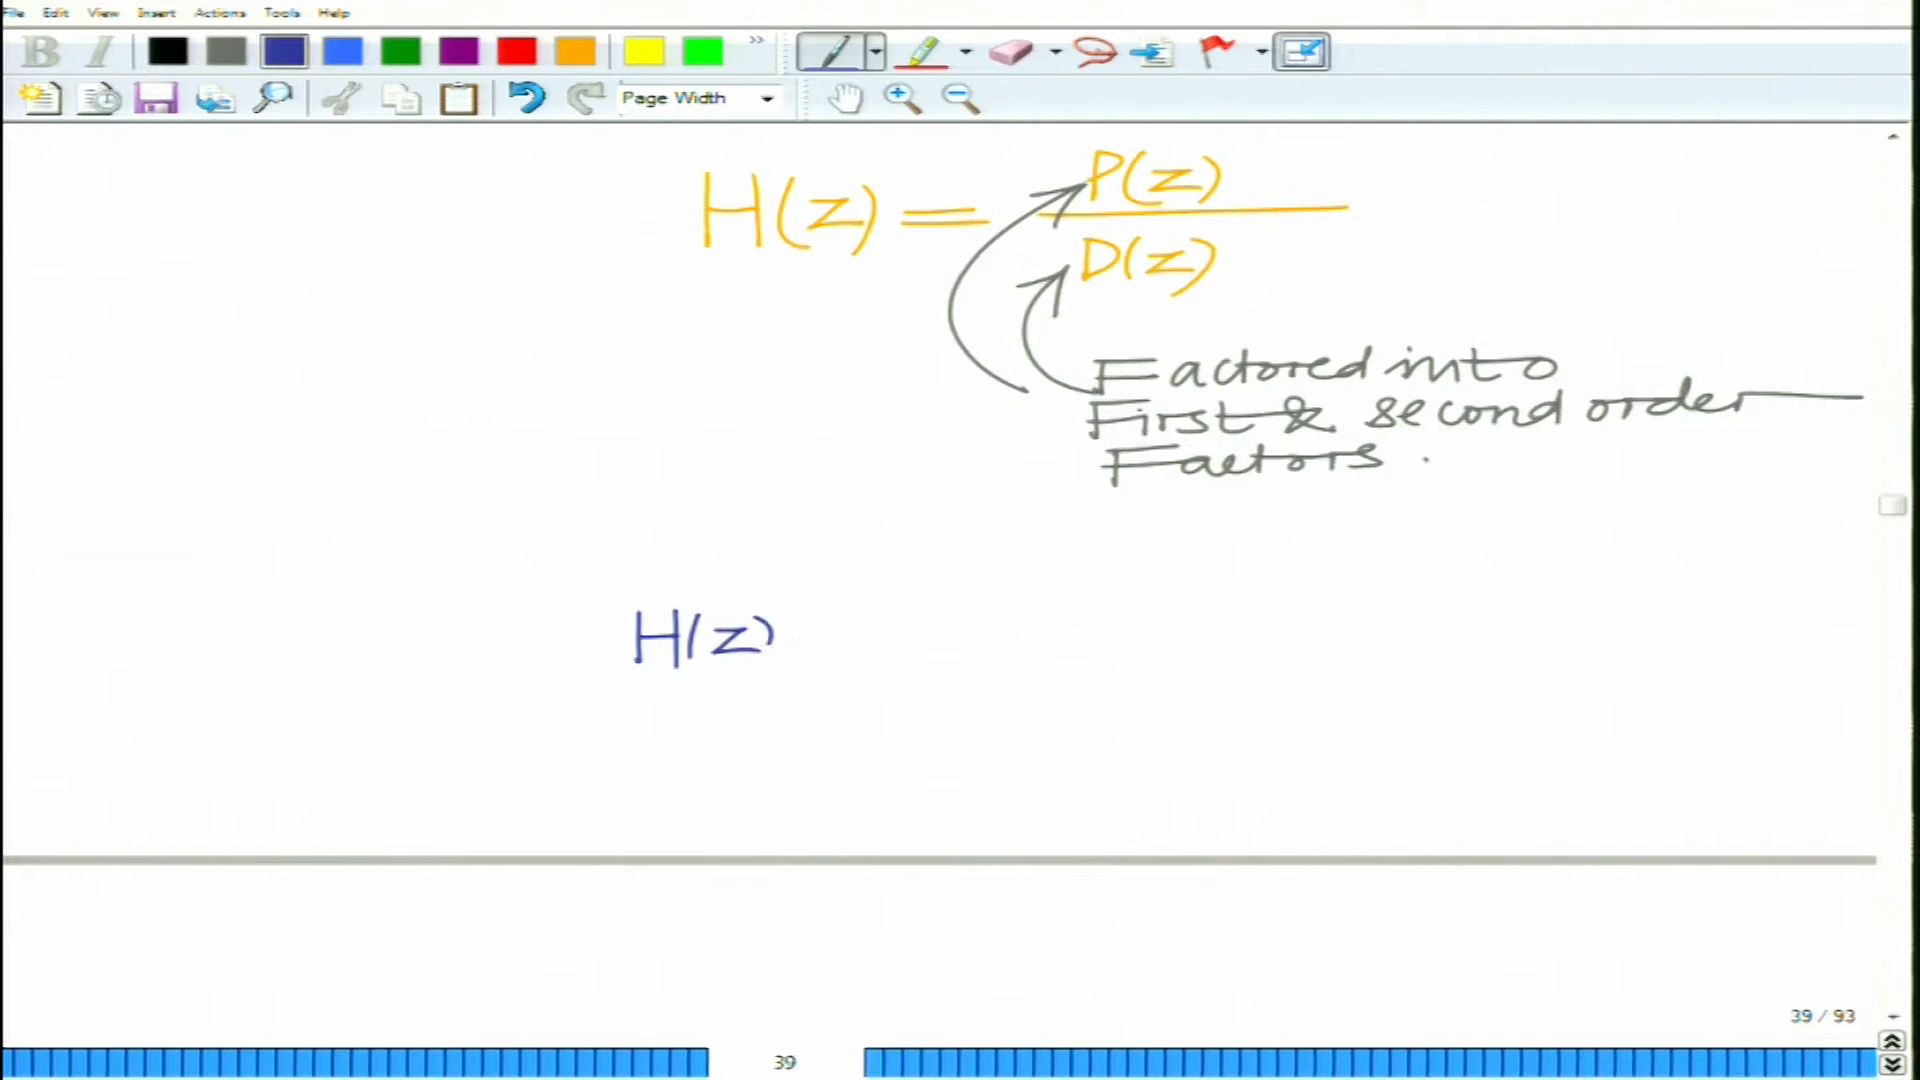 File Edit View Insert Actions Tools Help
B I
Page Width
H(z) = P(z)
D(z)
Factored into
First & second order
Factors.
H(z)
39 / 93
39